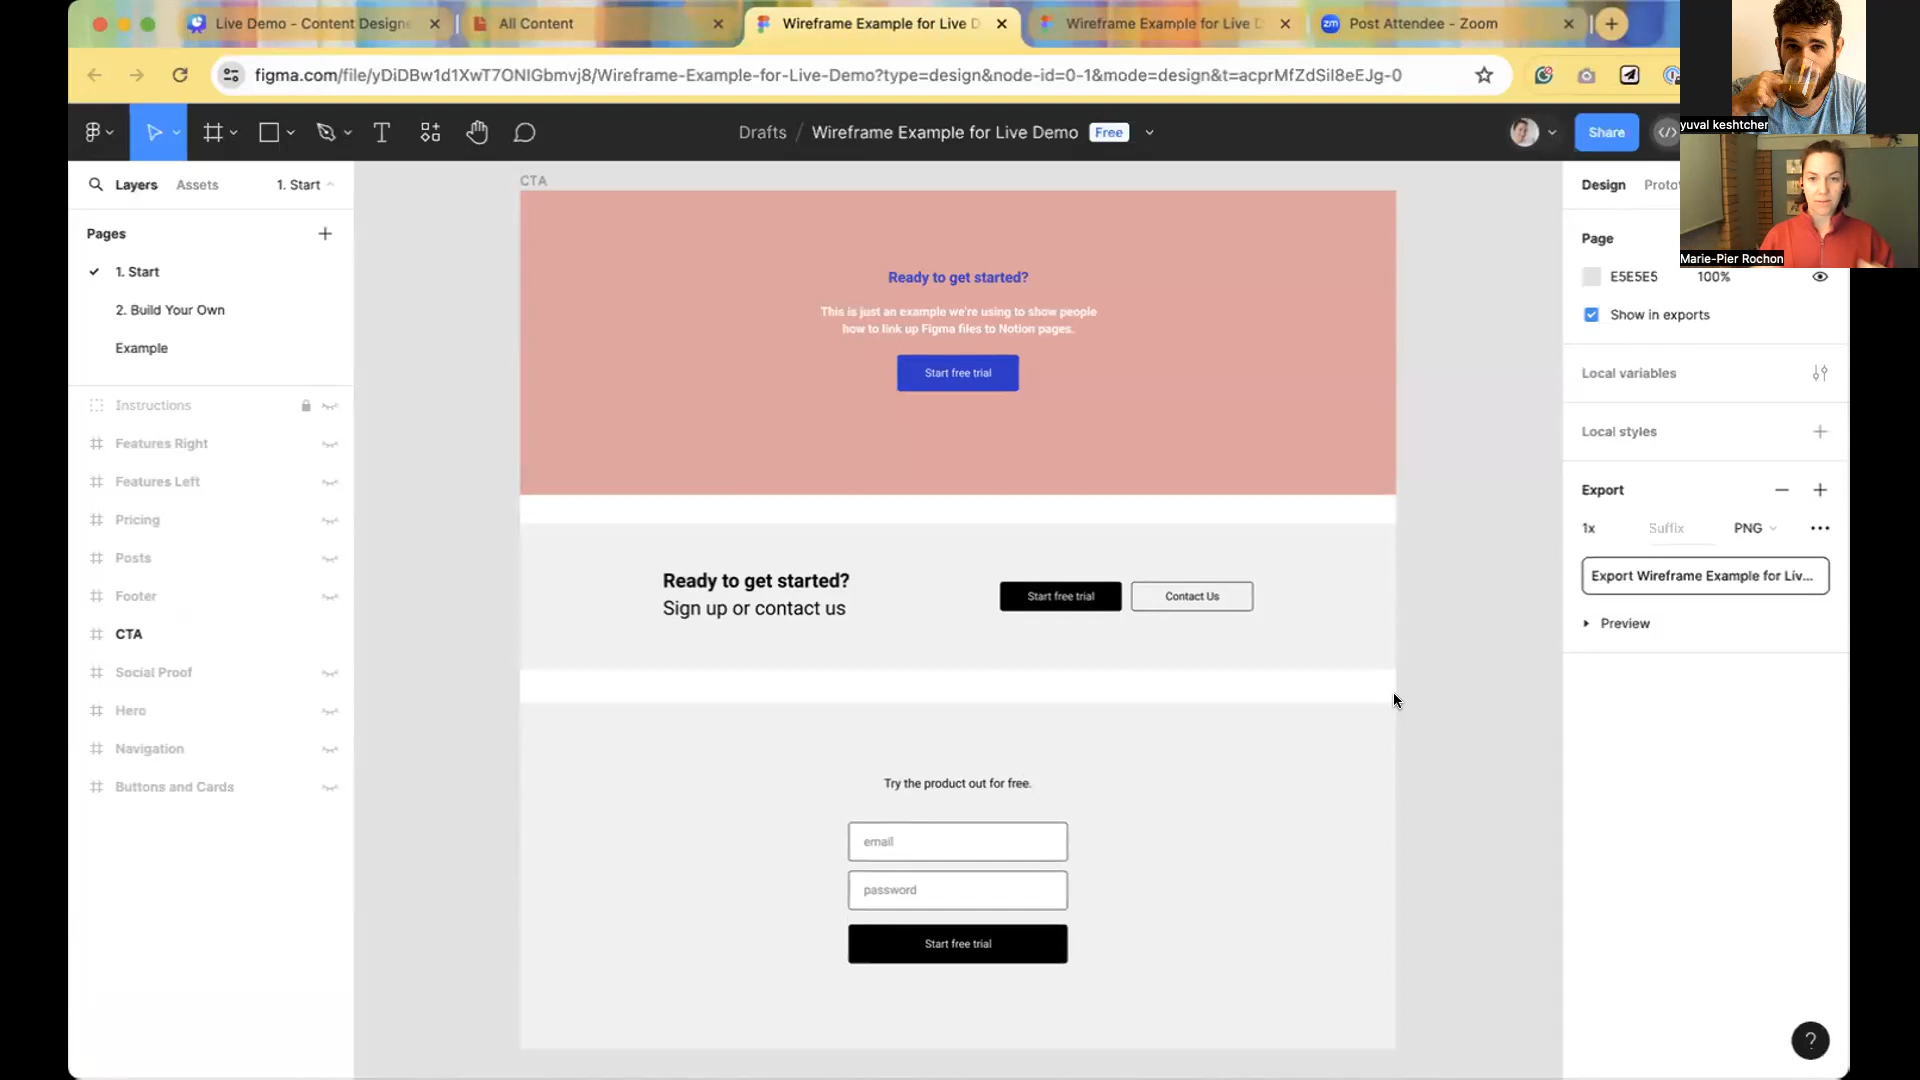 Live Demo - Content Designe
All Content
Wireframe Example for Live D
Wireframe Example for Live D
Post Attendee - Zoom
figma.com/file/yDiDBw1d1XwT7ONIGbmvj8/Wireframe-Example-for-Live-Demo?type=design&node-id=0-1&mode=design&t=acprMfZdSil8eEJg-0
Drafts / Wireframe Example for Live Demo Free
Share
yuval keshtcher
Marie-Pier Rochon
Layers
Assets
1. Start
Pages
1. Start
2. Build Your Own
Example
Instructions
Features Right
Features Left
Pricing
Posts
Footer
CTA
Social Proof
Hero
Navigation
Buttons and Cards
CTA
Ready to get started?
This is just an example we're using to show people
how to link up Figma files to Notion pages.
Start free trial
Ready to get started?
Sign up or contact us
Start free trial
Contact Us
Try the product out for free.
email
password
Start free trial
Design
Proto
Page
E5E5E5 100%
Show in exports
Local variables
Local styles
Export
1x Suffix PNG
Export Wireframe Example for Liv...
Preview
?